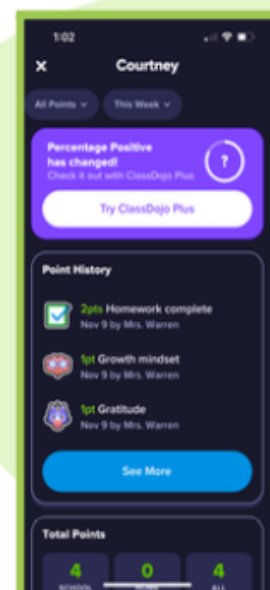 1:02
Courtney
All Points
This Week
Percentage Positive
has changed!
Check it out with ClassDojo Plus
?
Try ClassDojo Plus
Point History
2pts Homework complete
Nov 9 by Mrs. Warren
1pt Growth mindset
Nov 9 by Mrs. Warren
1pt Gratitude
Nov 9 by Mrs. Warren
See More
Total Points
4 0 4
SCHOOL ALL